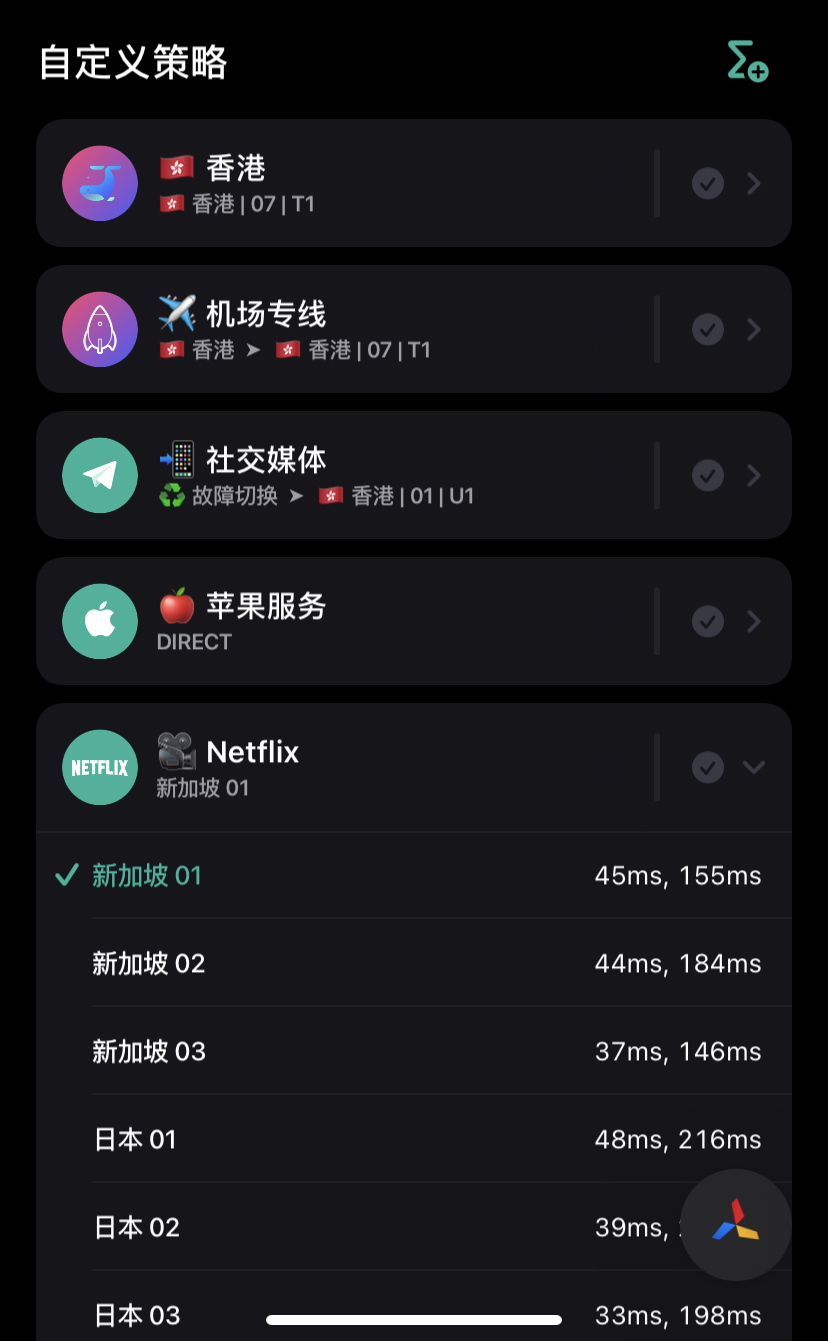 自定义策略
🇭🇰 香港
🇭🇰 香港 | 07 | T1
✈️ 机场专线
🇭🇰 香港 ➤ 🇭🇰 香港 | 07 | T1
📲 社交媒体
♻️ 故障切换 ➤ 🇭🇰 香港 | 01 | U1
🍎 苹果服务
DIRECT
NETFLIX
🎥 Netflix
新加坡 01
新加坡 01 45ms, 155ms
新加坡 02 44ms, 184ms
新加坡 03 37ms, 146ms
日本 01 48ms, 216ms
日本 02 39ms,
日本 03 33ms, 198ms